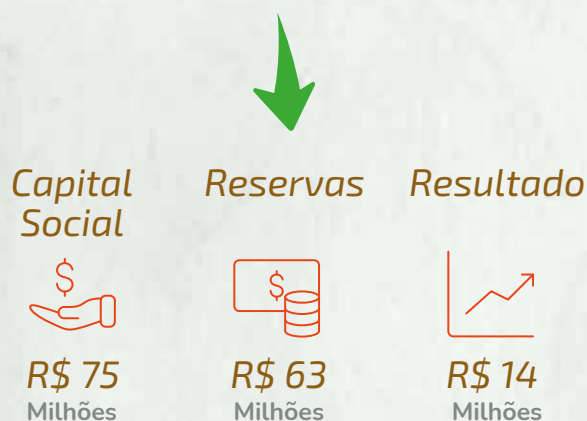 Capital
Social
R$ 75
Milhões
Reservas
R$ 63
Milhões
Resultado
R$ 14
Milhões